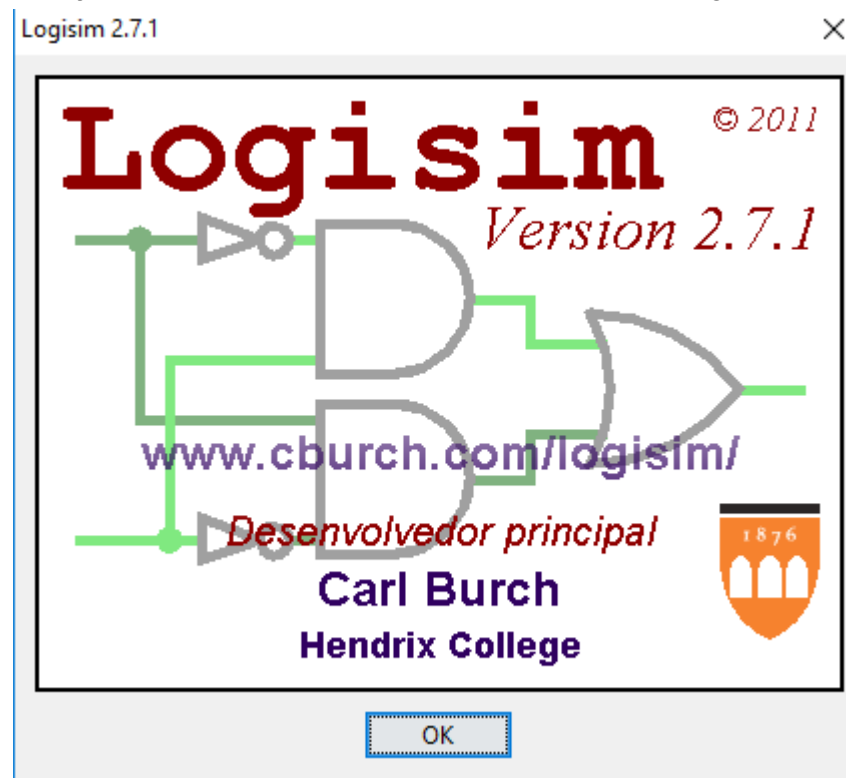 Logisim 2.7.1
Logisim
© 2011
Version 2.7.1
www.cburch.com/logisim/
Desenvolvedor principal
1876
Carl Burch
Hendrix College
OK